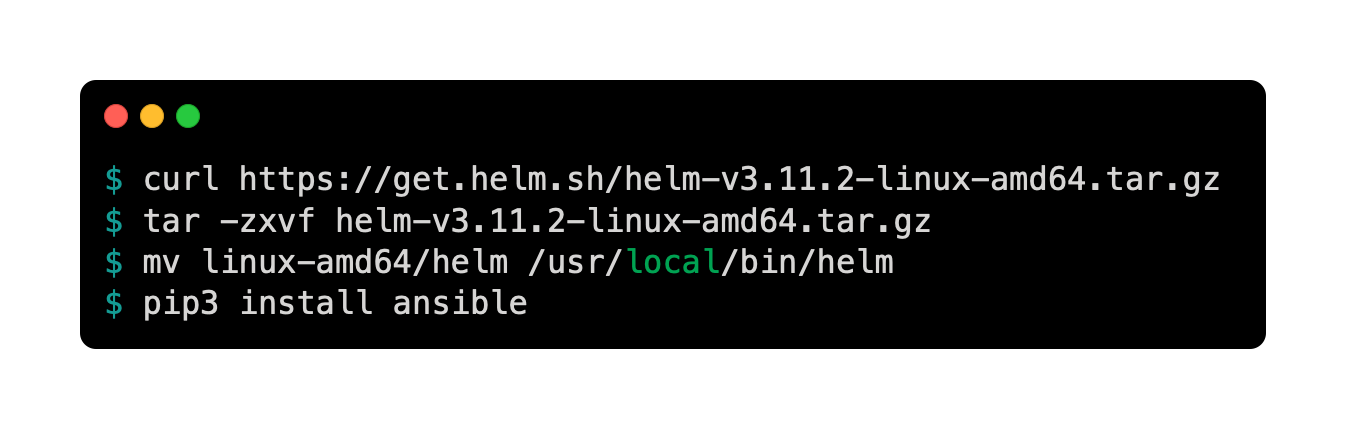 $ curl https://get.helm.sh/helm-v3.11.2-linux-amd64.tar.gz
$ tar -zxvf helm-v3.11.2-linux-amd64.tar.gz
$ mv linux-amd64/helm /usr/local/bin/helm
$ pip3 install ansible